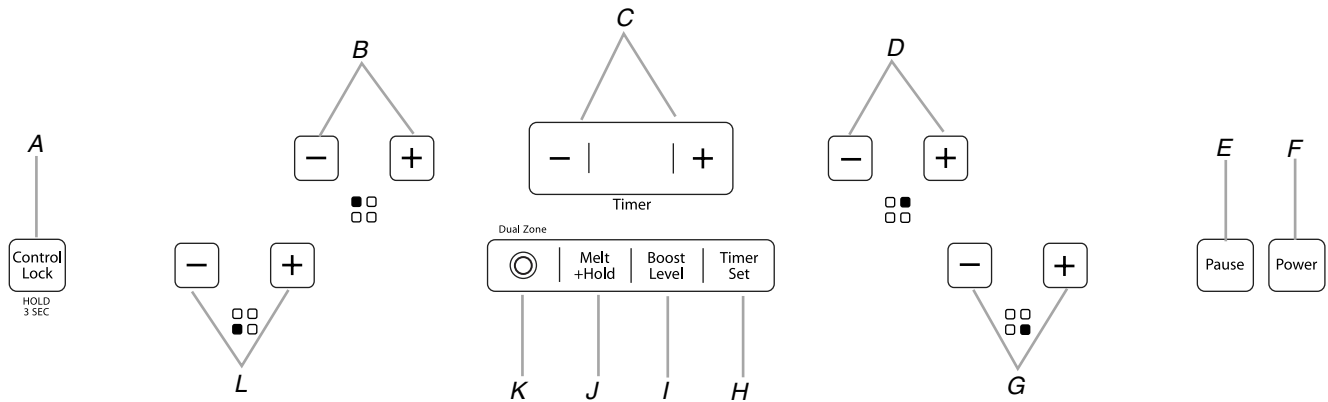 C
B
D
A
E
F
− +
− +
− +
Timer
Dual Zone
Control
Lock
HOLD
3 SEC
− +
Melt
+Hold
Boost
Level
Timer
Set
− +
Pause
Power
L
K
J
I
H
G